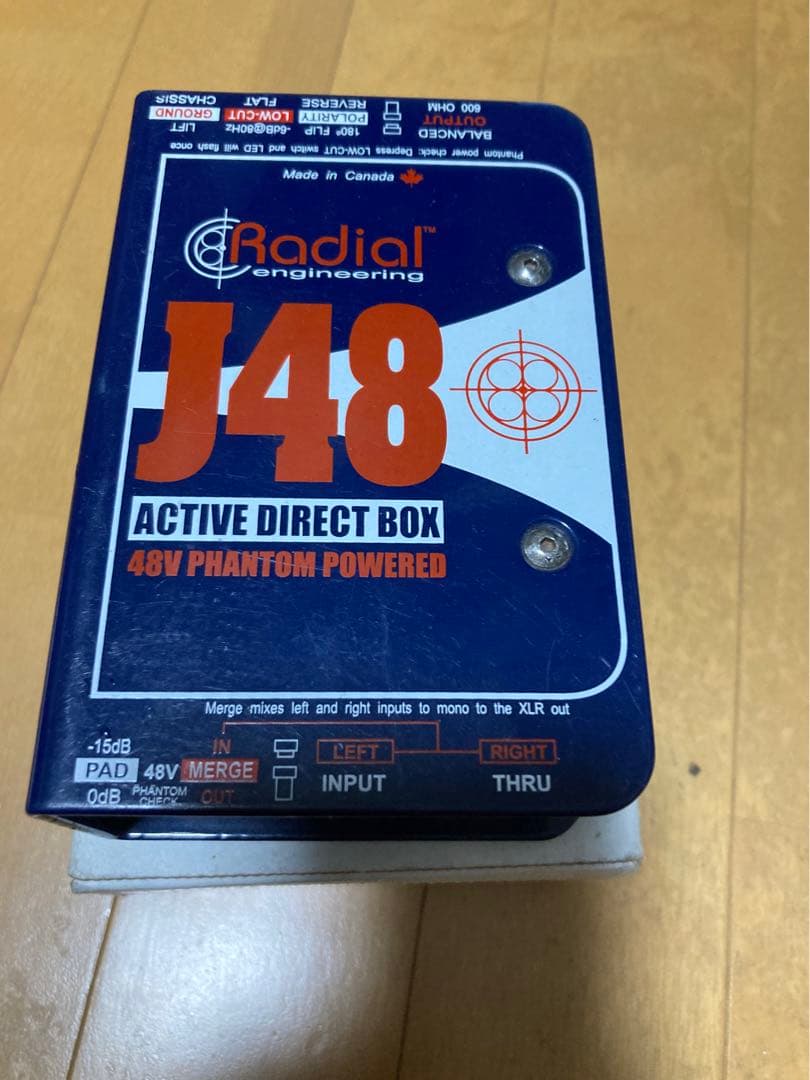 CHASSIS FLAT REVERSE 600 OHM
GROUND LOW-CUT POLARITY OUTPUT
LIFT -6dB@80Hz 180° FLIP BALANCED
Phantom power check: Depress LOW-CUT switch and LED will flash once
Made in Canada
Radial™
engineering
J48
ACTIVE DIRECT BOX
48V PHANTOM POWERED
Merge mixes left and right inputs to mono to the XLR out
-15dB IN LEFT RIGHT
PAD 48V MERGE INPUT THRU
0dB PHANTOM CHECK OUT